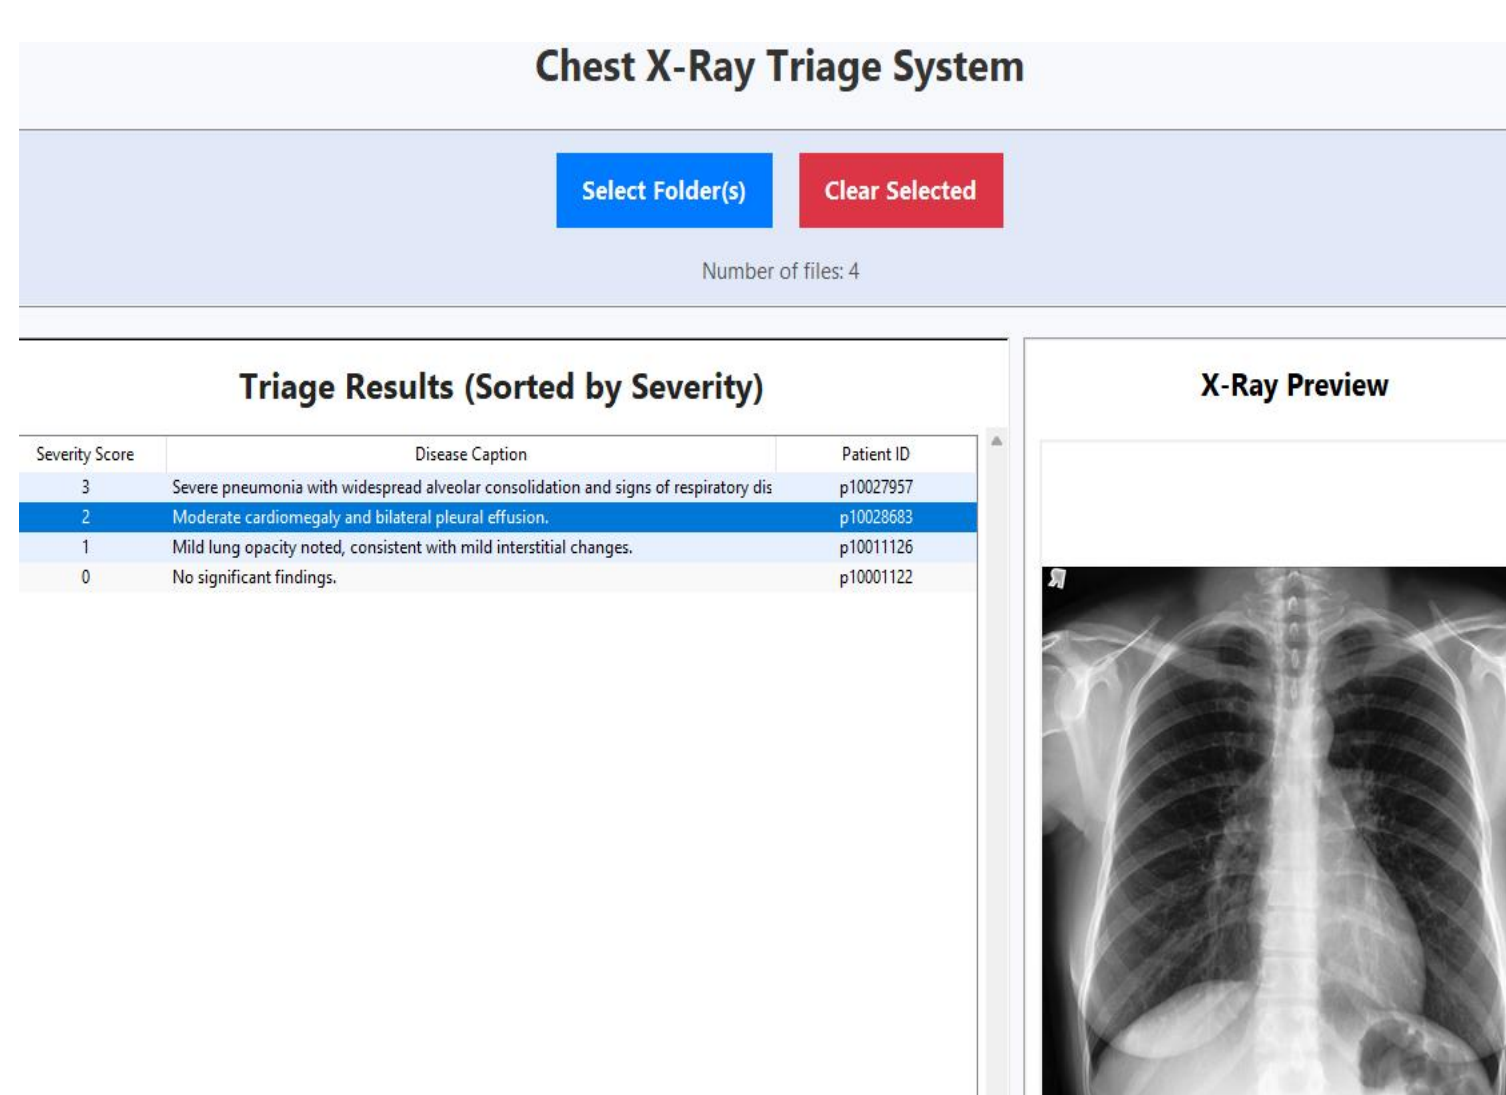 Chest X-Ray Triage System
Select Folder(s) Clear Selected
Number of files: 4
Triage Results (Sorted by Severity)
Severity Score Disease Caption Patient ID
3 Severe pneumonia with widespread alveolar consolidation and signs of respiratory dis p10027957
2 Moderate cardiomegaly and bilateral pleural effusion. p10028683
1 Mild lung opacity noted, consistent with mild interstitial changes. p10011126
0 No significant findings. p10001122
X-Ray Preview
R